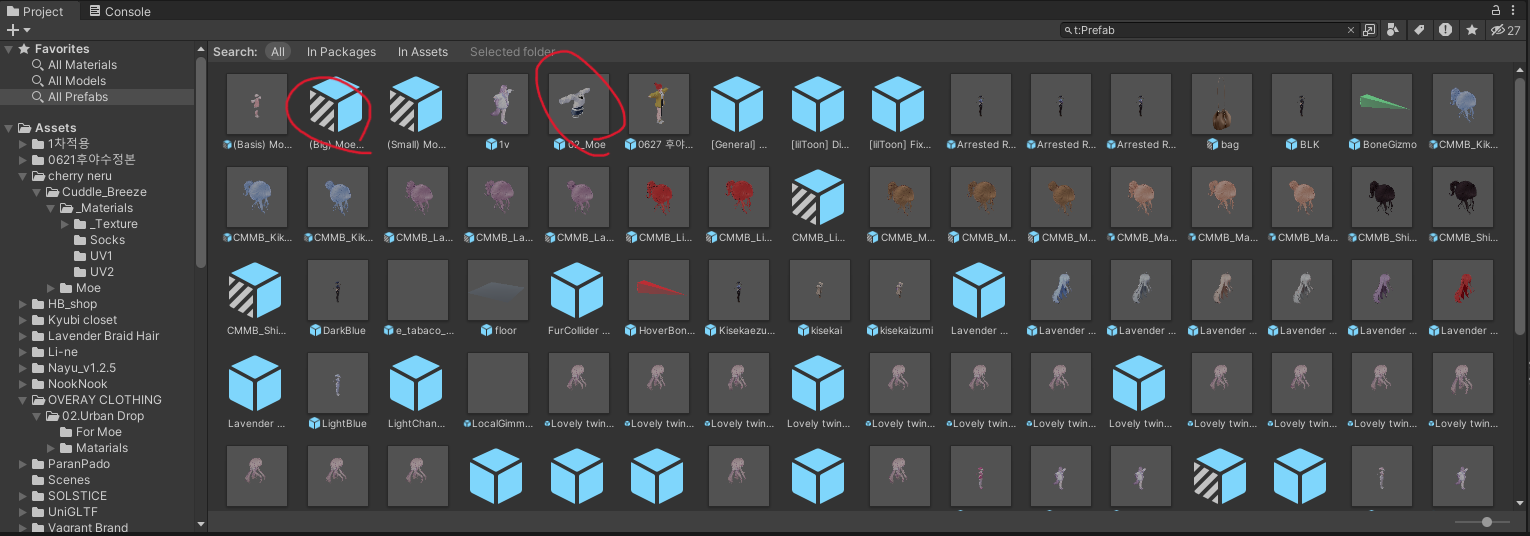 Project
Console
t:Prefab
27
Favorites
All Materials
All Models
All Prefabs
Assets
1차적용
0621후야수정본
cherry neru
Cuddle_Breeze
_Materials
_Texture
Socks
UV1
UV2
Moe
HB_shop
Kyubi closet
Lavender Braid Hair
Li-ne
Nayu_v1.2.5
NookNook
OVERAY CLOTHING
02.Urban Drop
For Moe
Matarials
ParanPado
Scenes
SOLSTICE
UniGLTF
Vagrant Brand
Search: All In Packages In Assets Selected folder
(Basis) Mo... (Big) Moe... (Small) Mo... 1v 02_Moe 0627 후야... [General] ... [lilToon] Di... [lilToon] Fix... Arrested R... Arrested R... Arrested R... bag BLK BoneGizmo CMMB_Kik...
CMMB_Kik... CMMB_Kik... CMMB_La... CMMB_La... CMMB_La... CMMB_Li... CMMB_Li... CMMB_Li... CMMB_M... CMMB_M... CMMB_M... CMMB_Ma... CMMB_Ma... CMMB_Ma... CMMB_Shi... CMMB_Shi...
CMMB_Shi... DarkBlue e_tabaco_... floor FurCollider ... HoverBon... Kisekaezu... kisekai kisekaizumi Lavender ... Lavender ... Lavender ... Lavender ... Lavender ... Lavender ... Lavender ...
Lavender ... LightBlue LightChan... LocalGimm... Lovely twin... Lovely twin... Lovely twin... Lovely twin... Lovely twin... Lovely twin... Lovely twin... Lovely twin... Lovely twin... Lovely twin... Lovely twin... Lovely twin...